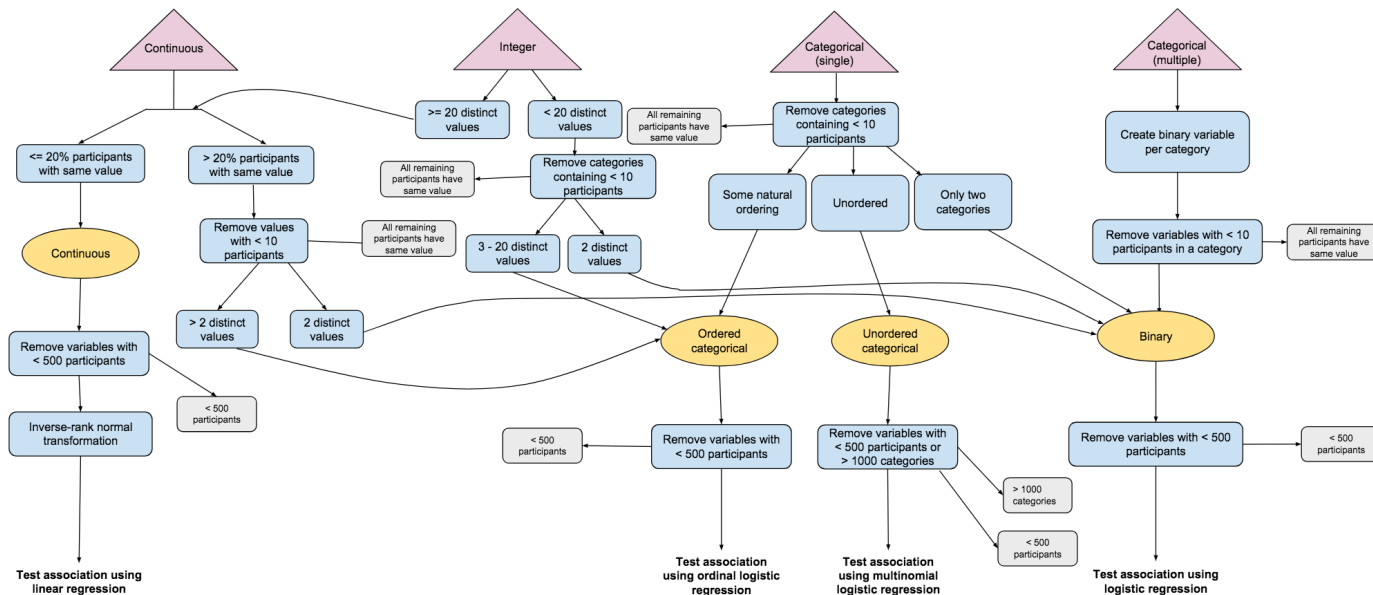 Continuous
Integer
Categorical
(single)
Categorical
(multiple)
>= 20 distinct
values
< 20 distinct
values
All remaining
participants have
same value
Remove categories
containing < 10
participants
Create binary variable
per category
<= 20% participants
with same value
> 20% participants
with same value
All remaining
participants have
same value
Remove categories
containing < 10
participants
Some natural
ordering
Unordered
Only two
categories
Continuous
Remove values
with < 10
participants
All remaining
participants have
same value
3 - 20 distinct
values
2 distinct
values
Remove variables with < 10
participants in a category
All remaining
participants have
same value
> 2 distinct
values
2 distinct
values
Ordered
categorical
Unordered
categorical
Binary
Remove variables with
< 500 participants
< 500
participants
Inverse-rank normal
transformation
< 500
participants
Remove variables with
< 500 participants
Remove variables with
< 500 participants or
> 1000 categories
Remove variables with < 500
participants
< 500
participants
> 1000
categories
< 500
participants
Test association using
linear regression
Test association
using ordinal logistic
regression
Test association
using multinomial
logistic regression
Test association using
logistic regression